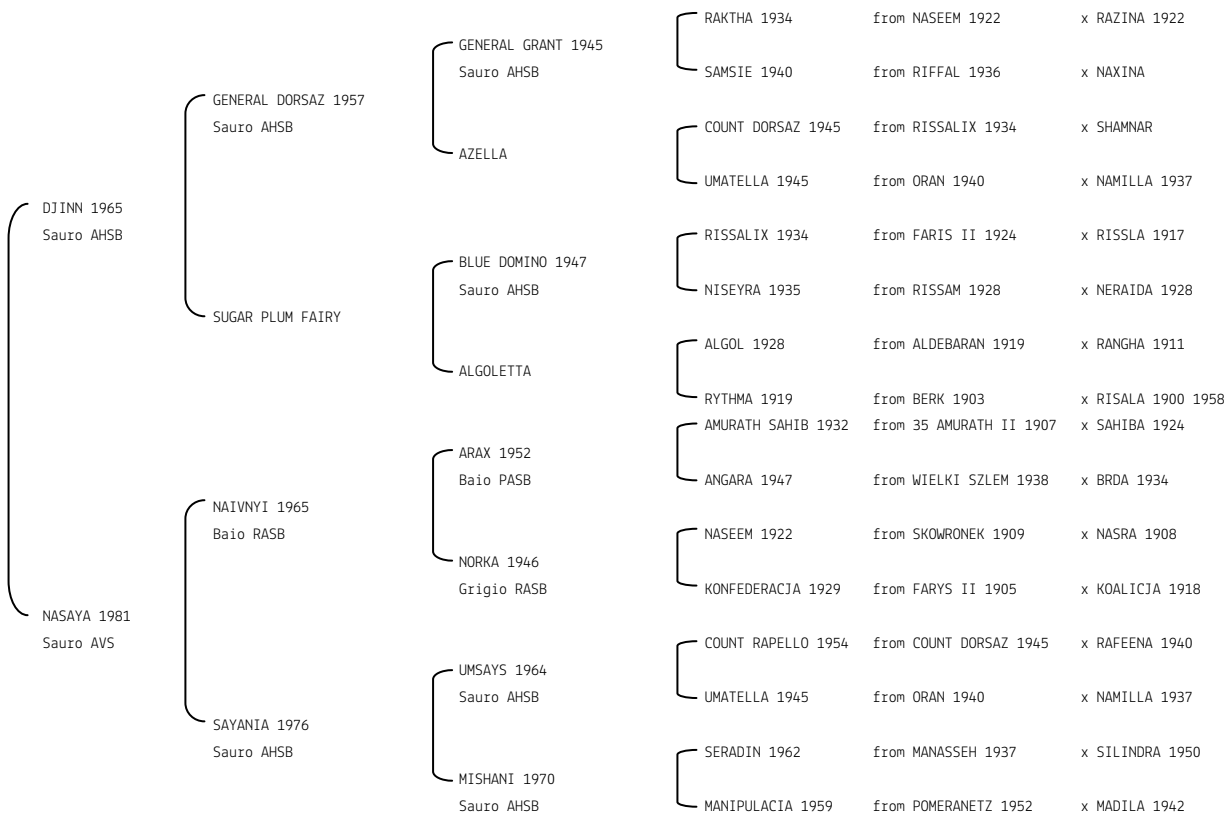 RAKTHA 1934 from NASEEM 1922 x RAZINA 1922
GENERAL GRANT 1945
Sauro AHSB
SAMSIE 1940 from RIFFAL 1936 x NAXINA
GENERAL DORSAZ 1957
Sauro AHSB
COUNT DORSAZ 1945 from RISSALIX 1934 x SHAMNAR
AZELLA
UMATELLA 1945 from ORAN 1940 x NAMILLA 1937
DJINN 1965
Sauro AHSB
RISSALIX 1934 from FARIS II 1924 x RISSLA 1917
BLUE DOMINO 1947
Sauro AHSB
NISEYRA 1935 from RISSAM 1928 x NERAIDA 1928
SUGAR PLUM FAIRY
ALGOL 1928 from ALDEBARAN 1919 x RANGHA 1911
ALGOLETTA
RYTHMA 1919 from BERK 1903 x RISALA 1900 1958
AMURATH SAHIB 1932 from 35 AMURATH II 1907 x SAHIBA 1924
ARAX 1952
Baio PASB
ANGARA 1947 from WIELKI SZLEM 1938 x BRDA 1934
NAIVNYI 1965
Baio RASB
NASEEM 1922 from SKOWRONEK 1909 x NASRA 1908
NORKA 1946
Grigio RASB
KONFEDERACJA 1929 from FARYS II 1905 x KOALICJA 1918
NASAYA 1981
Sauro AVS
COUNT RAPELLO 1954 from COUNT DORSAZ 1945 x RAFEENA 1940
UMSAYS 1964
Sauro AHSB
UMATELLA 1945 from ORAN 1940 x NAMILLA 1937
SAYANIA 1976
Sauro AHSB
SERADIN 1962 from MANASSEH 1937 x SILINDRA 1950
MISHANI 1970
Sauro AHSB
MANIPULACIA 1959 from POMERANETZ 1952 x MADILA 1942